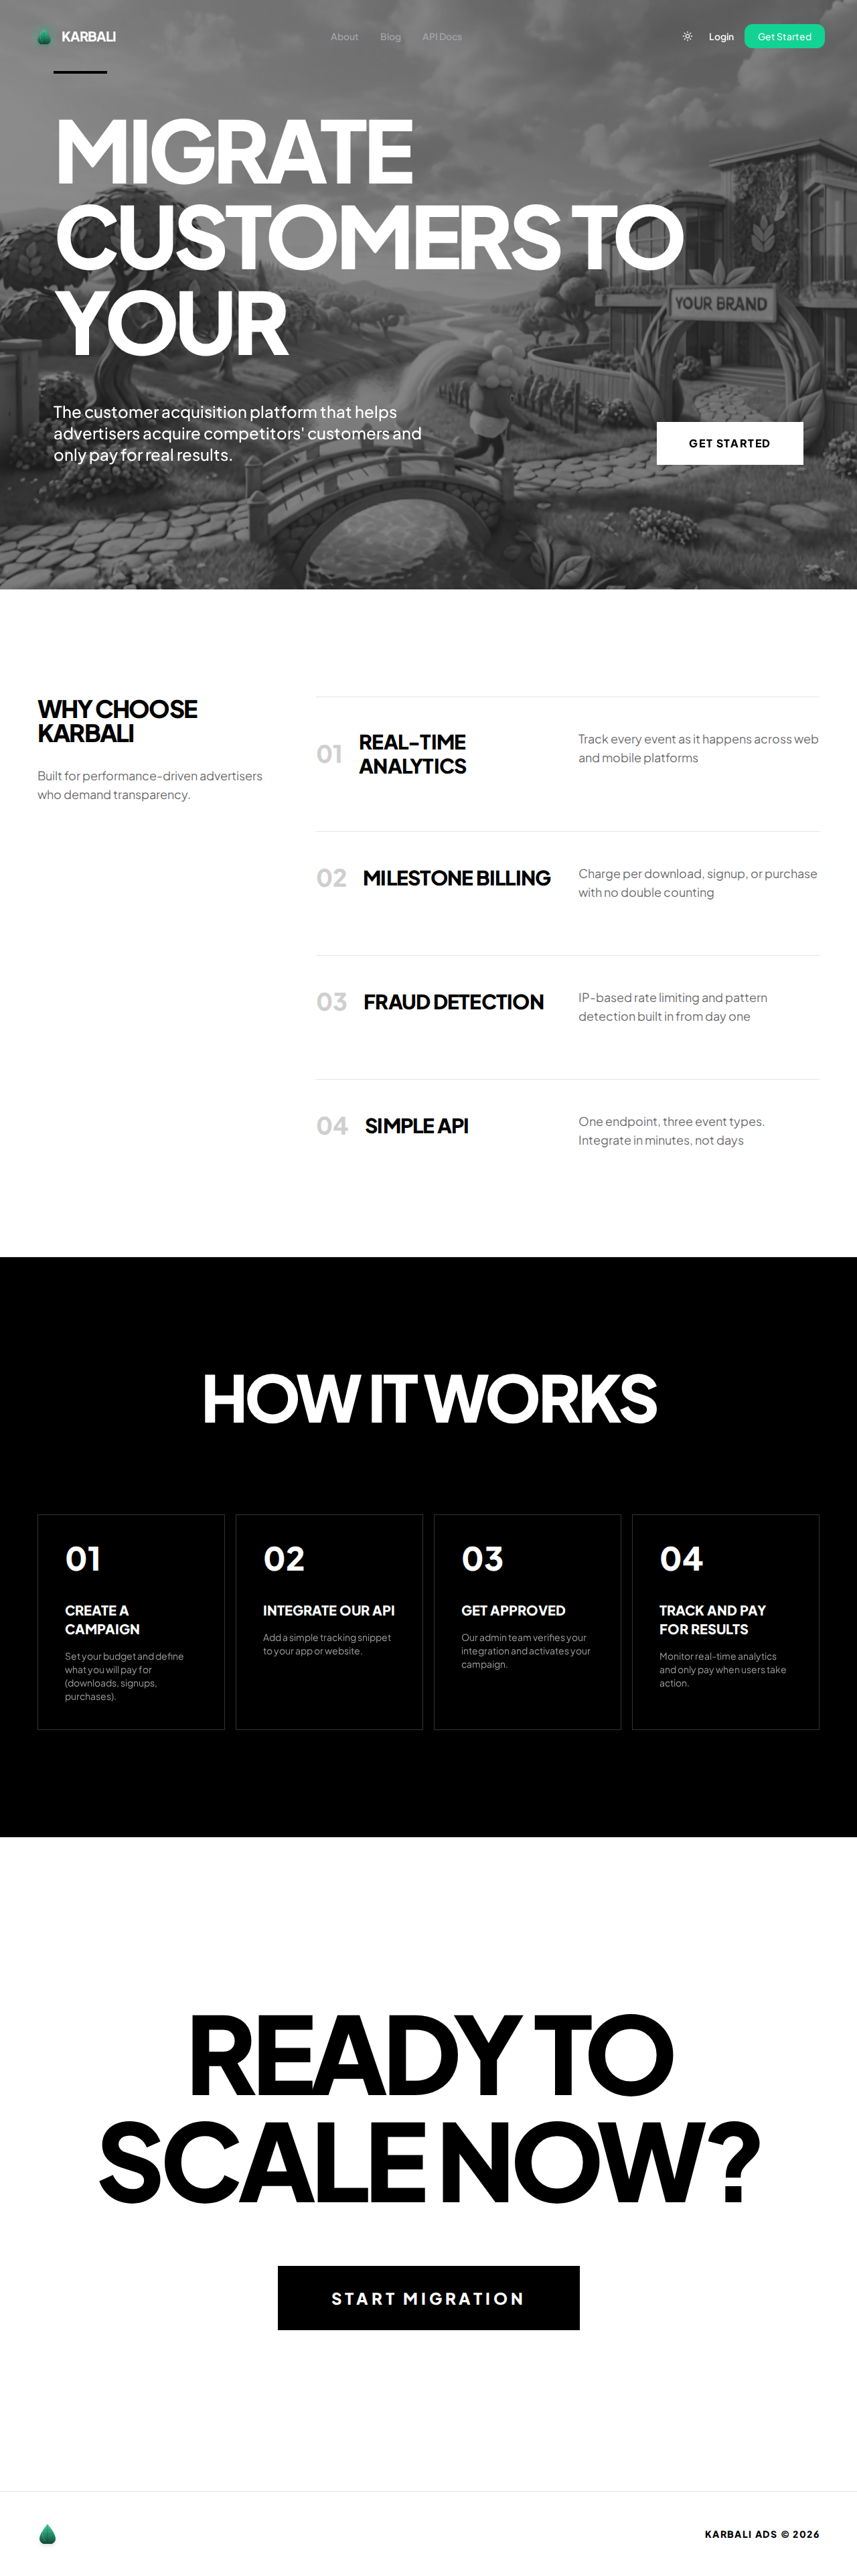 KARBALI
About
Blog
API Docs
Login
Get Started
MIGRATE
CUSTOMERS TO
YOUR
YOUR BRAND
The customer acquisition platform that helps
advertisers acquire competitors' customers and
only pay for real results.
GET STARTED
WHY CHOOSE
KARBALI
Built for performance-driven advertisers
who demand transparency.
01
REAL-TIME
ANALYTICS
Track every event as it happens across web
and mobile platforms
02
MILESTONE BILLING
Charge per download, signup, or purchase
with no double counting
03
FRAUD DETECTION
IP-based rate limiting and pattern
detection built in from day one
04
SIMPLE API
One endpoint, three event types.
Integrate in minutes, not days
HOW IT WORKS
01
CREATE A
CAMPAIGN
Set your budget and define
what you will pay for
(downloads, signups,
purchases).
02
INTEGRATE OUR API
Add a simple tracking snippet
to your app or website.
03
GET APPROVED
Our admin team verifies your
integration and activates your
campaign.
04
TRACK AND PAY
FOR RESULTS
Monitor real-time analytics
and only pay when users take
action.
READY TO
SCALE NOW?
START MIGRATION
KARBALI ADS © 2026